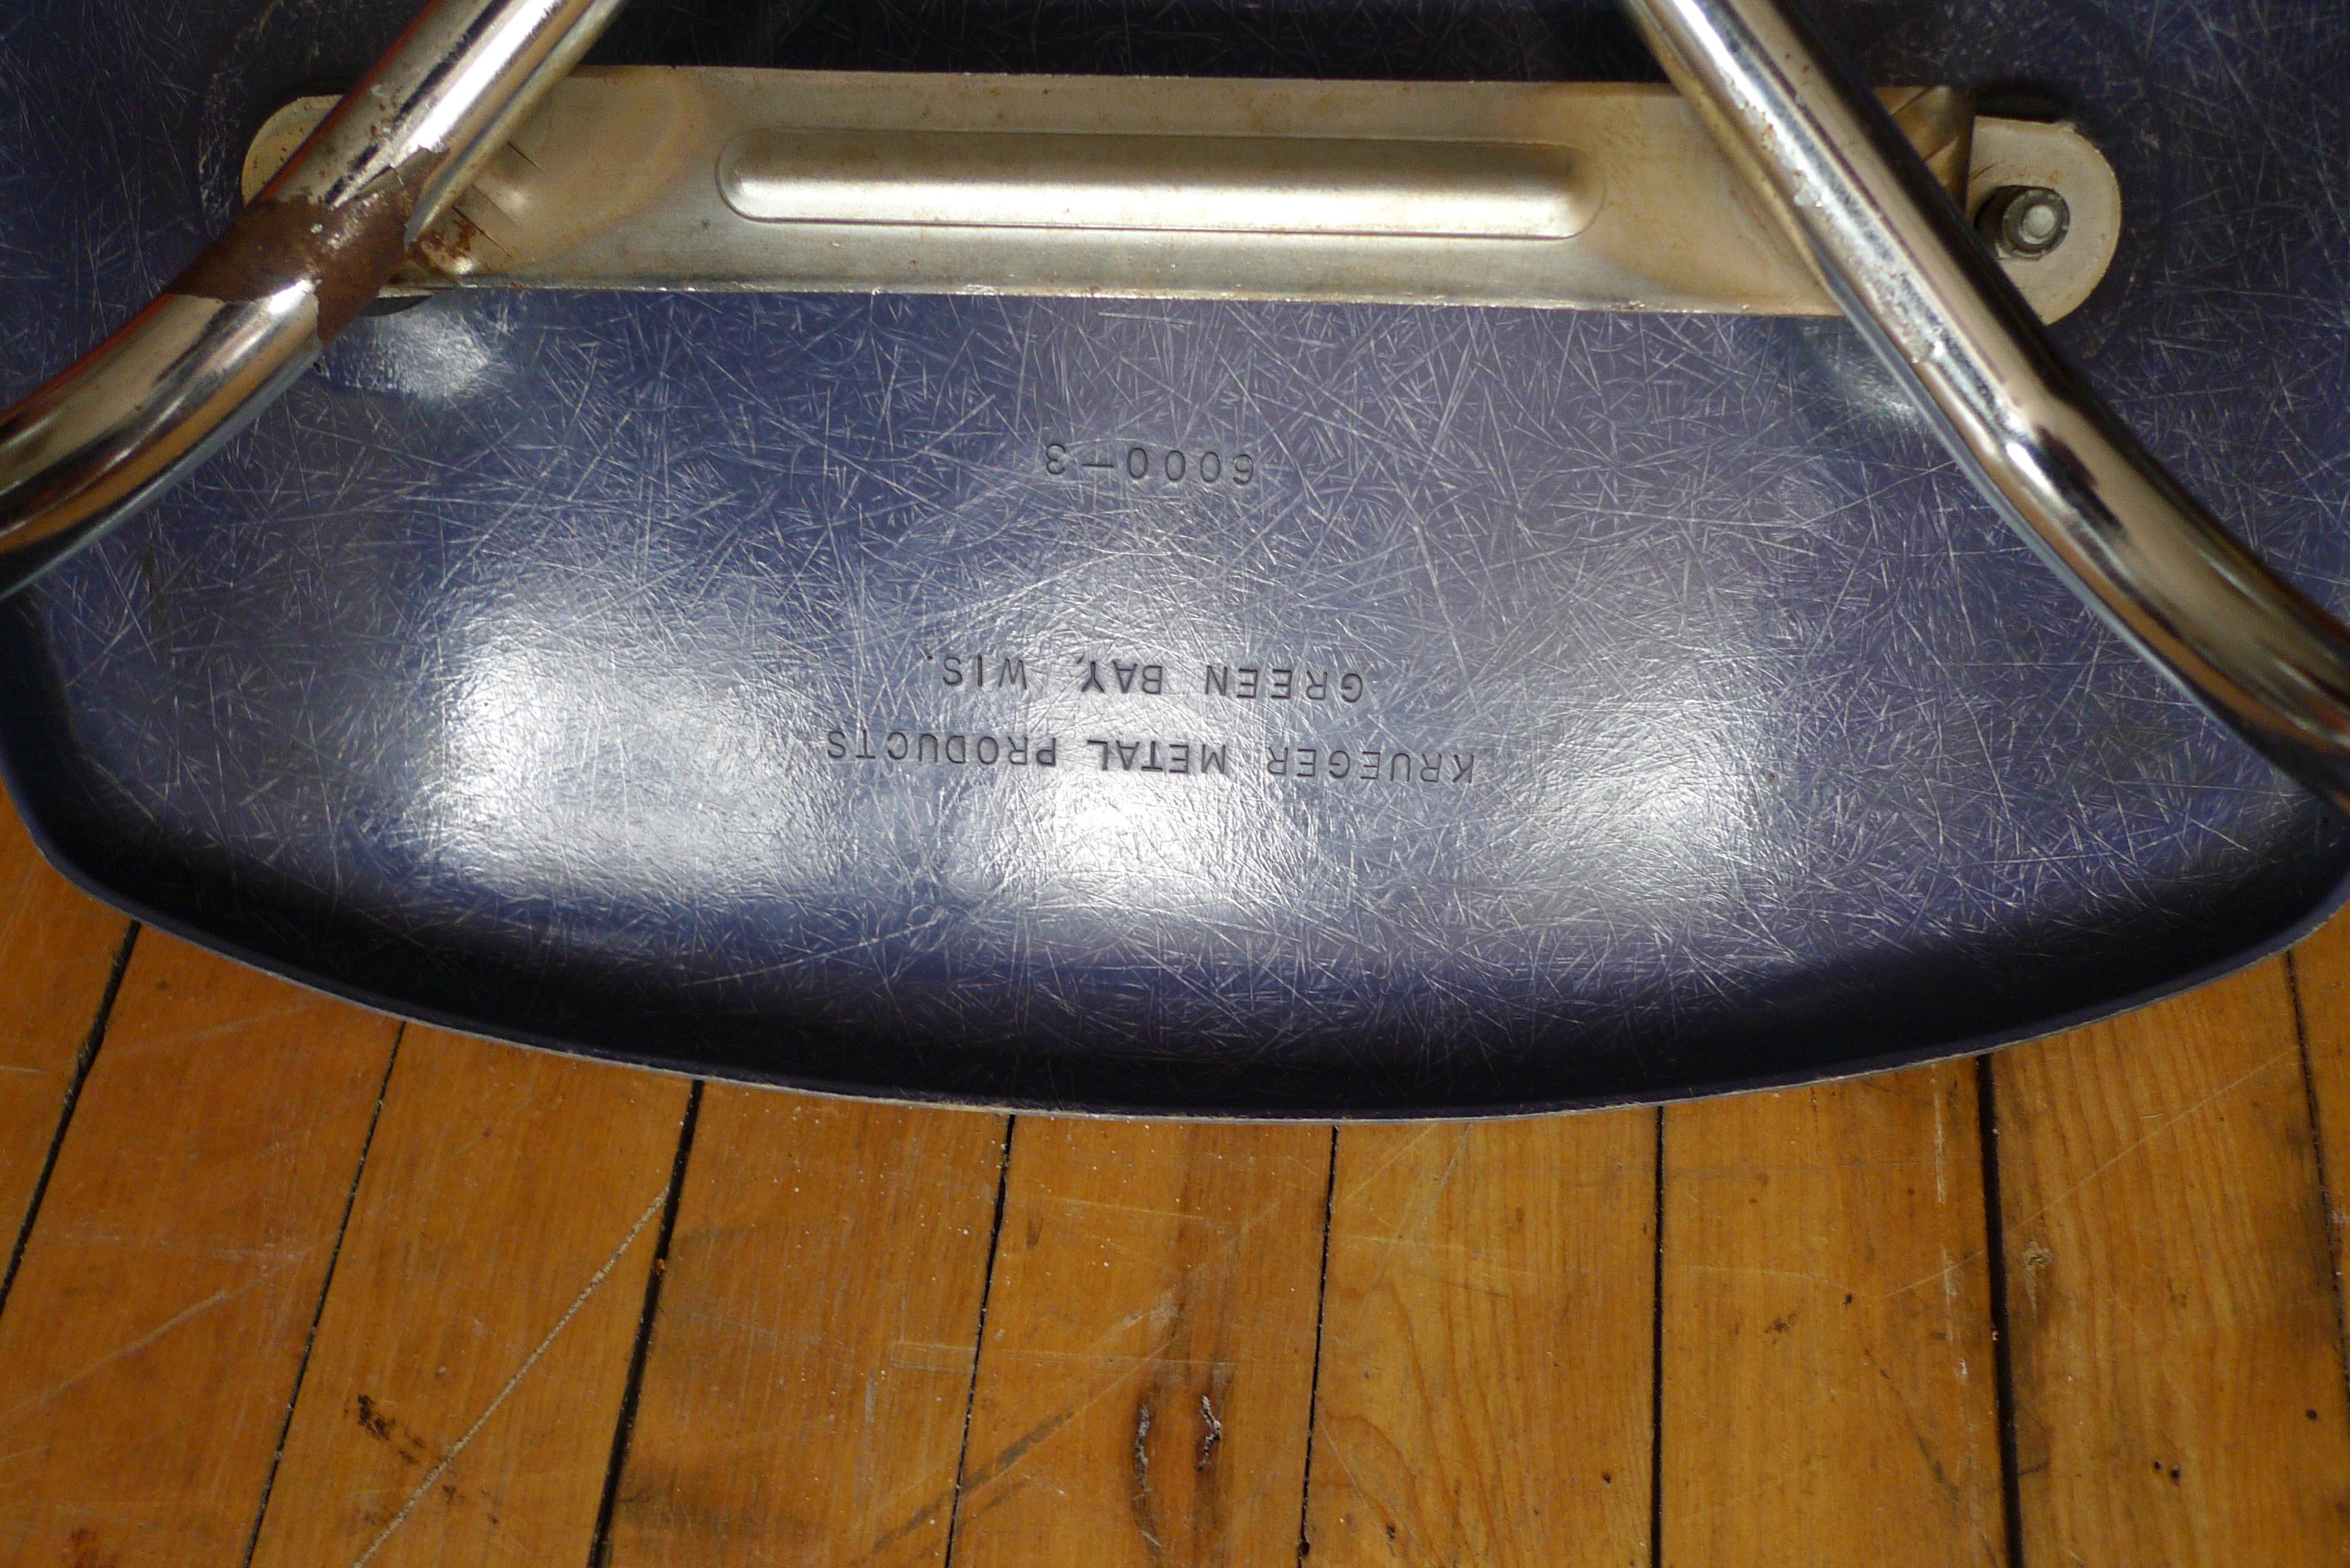 KRUEGER METAL PRODUCTS
GREEN BAY, WIS.
6000-3